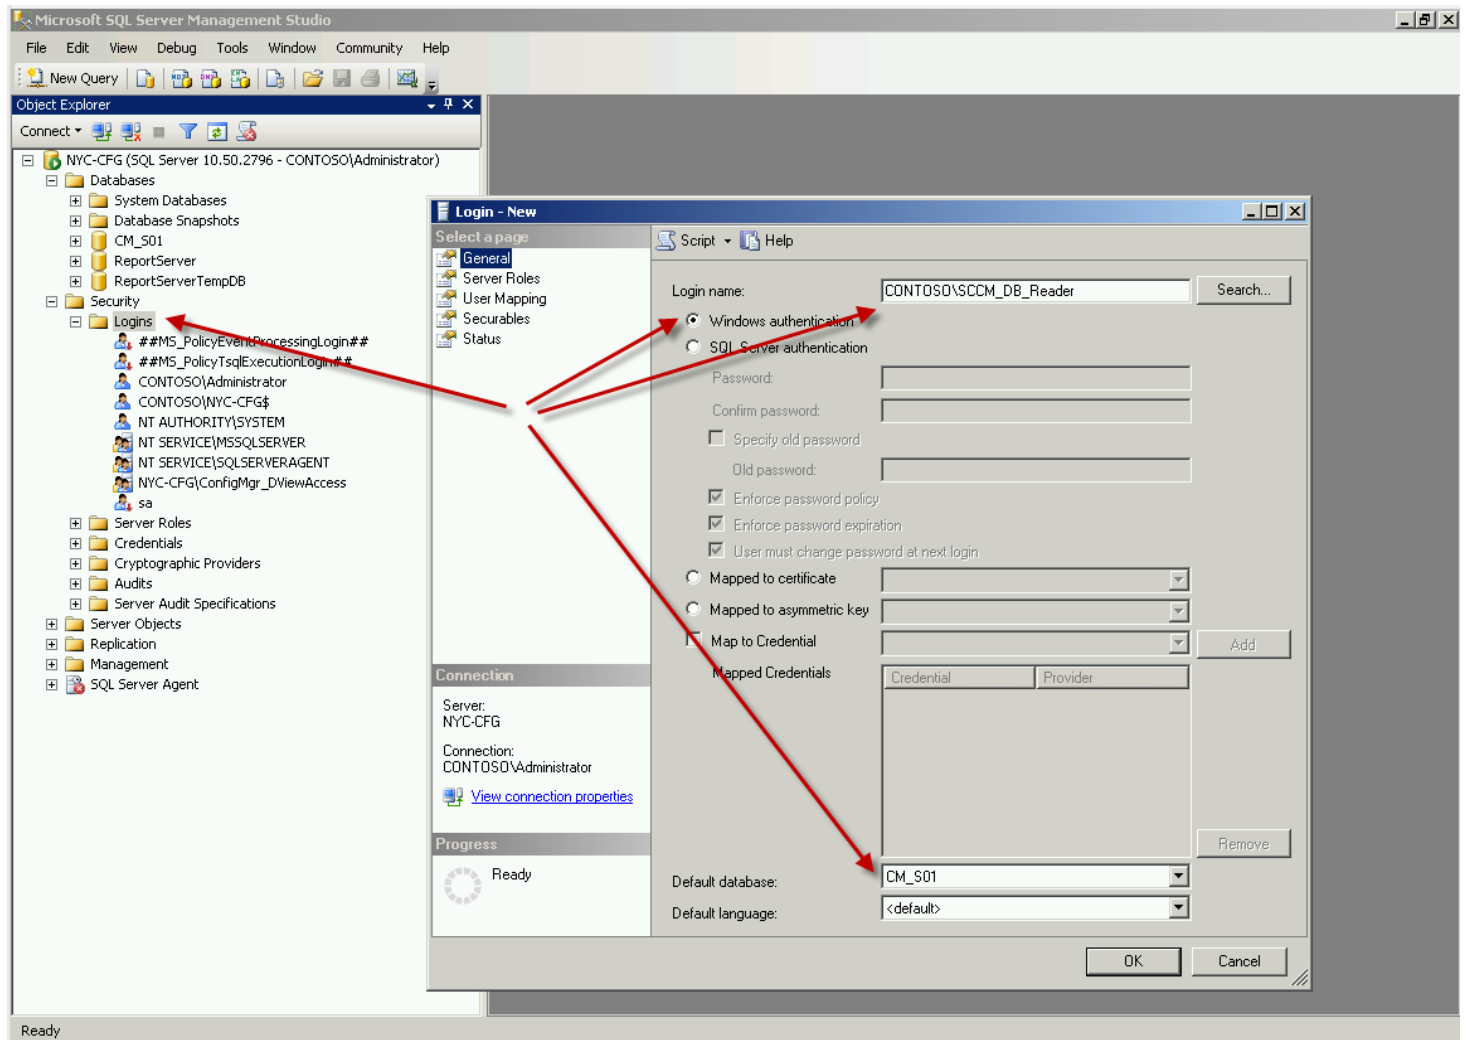 Microsoft SQL Server Management Studio
File Edit View Debug Tools Window Community Help
New Query
Object Explorer
Connect
NYC-CFG (SQL Server 10.50.2796 - CONTOSO\Administrator)
Databases
System Databases
Database Snapshots
CM_S01
ReportServer
ReportServerTempDB
Security
Logins
##MS_PolicyEventProcessingLogin##
##MS_PolicyTsqlExecutionLogin##
CONTOSO\Administrator
CONTOSO\NYC-CFG$
NT AUTHORITY\SYSTEM
NT SERVICE\MSSQLSERVER
NT SERVICE\SQLSERVERAGENT
NYC-CFG\ConfigMgr_DViewAccess
sa
Server Roles
Credentials
Cryptographic Providers
Audits
Server Audit Specifications
Server Objects
Replication
Management
SQL Server Agent
Login - New
Select a page
General
Server Roles
User Mapping
Securables
Status
Connection
Server:
NYC-CFG
Connection:
CONTOSO\Administrator
View connection properties
Progress
Ready
Script Help
Login name: CONTOSO\SCCM_DB_Reader Search...
Windows authentication
SQL Server authentication
Password:
Confirm password:
Specify old password
Old password:
Enforce password policy
Enforce password expiration
User must change password at next login
Mapped to certificate
Mapped to asymmetric key
Map to Credential Add
Mapped Credentials Credential Provider
Remove
Default database: CM_S01
Default language: <default>
OK Cancel
Ready